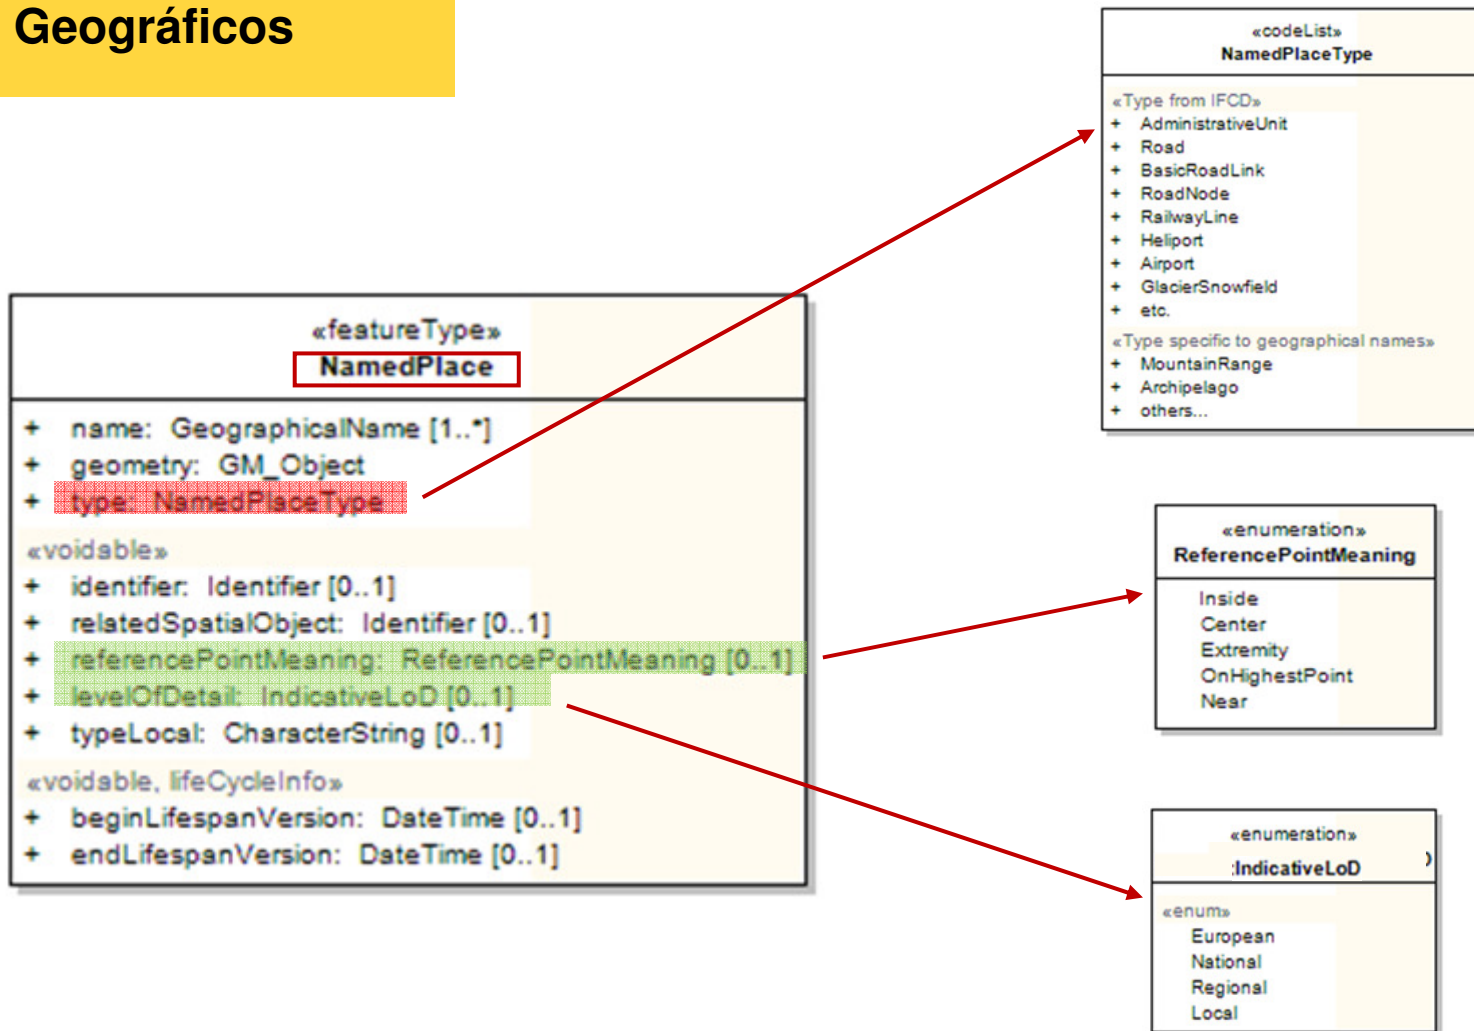 Geográficos
«codeList»
NamedPlaceType
«Type from IFCD»
+ AdministrativeUnit
+ Road
+ BasicRoadLink
+ RoadNode
+ RailwayLine
+ Heliport
+ Airport
+ GlacierSnowfield
+ etc.
«Type specific to geographical names»
+ MountainRange
+ Archipelago
+ others...
«featureType»
NamedPlace
+ name: GeographicalName [1..*]
+ geometry: GM_Object
+ type: NamedPlaceType
«voidable»
+ identifier: Identifier [0..1]
+ relatedSpatialObject: Identifier [0..1]
+ referencePointMeaning: ReferencePointMeaning [0..1]
+ levelOfDetail: IndicativeLoD [0..1]
+ typeLocal: CharacterString [0..1]
«voidable, lifeCycleInfo»
+ beginLifespanVersion: DateTime [0..1]
+ endLifespanVersion: DateTime [0..1]
«enumeration»
ReferencePointMeaning
Inside
Center
Extremity
OnHighestPoint
Near
«enumeration»
:IndicativeLoD
«enum»
European
National
Regional
Local